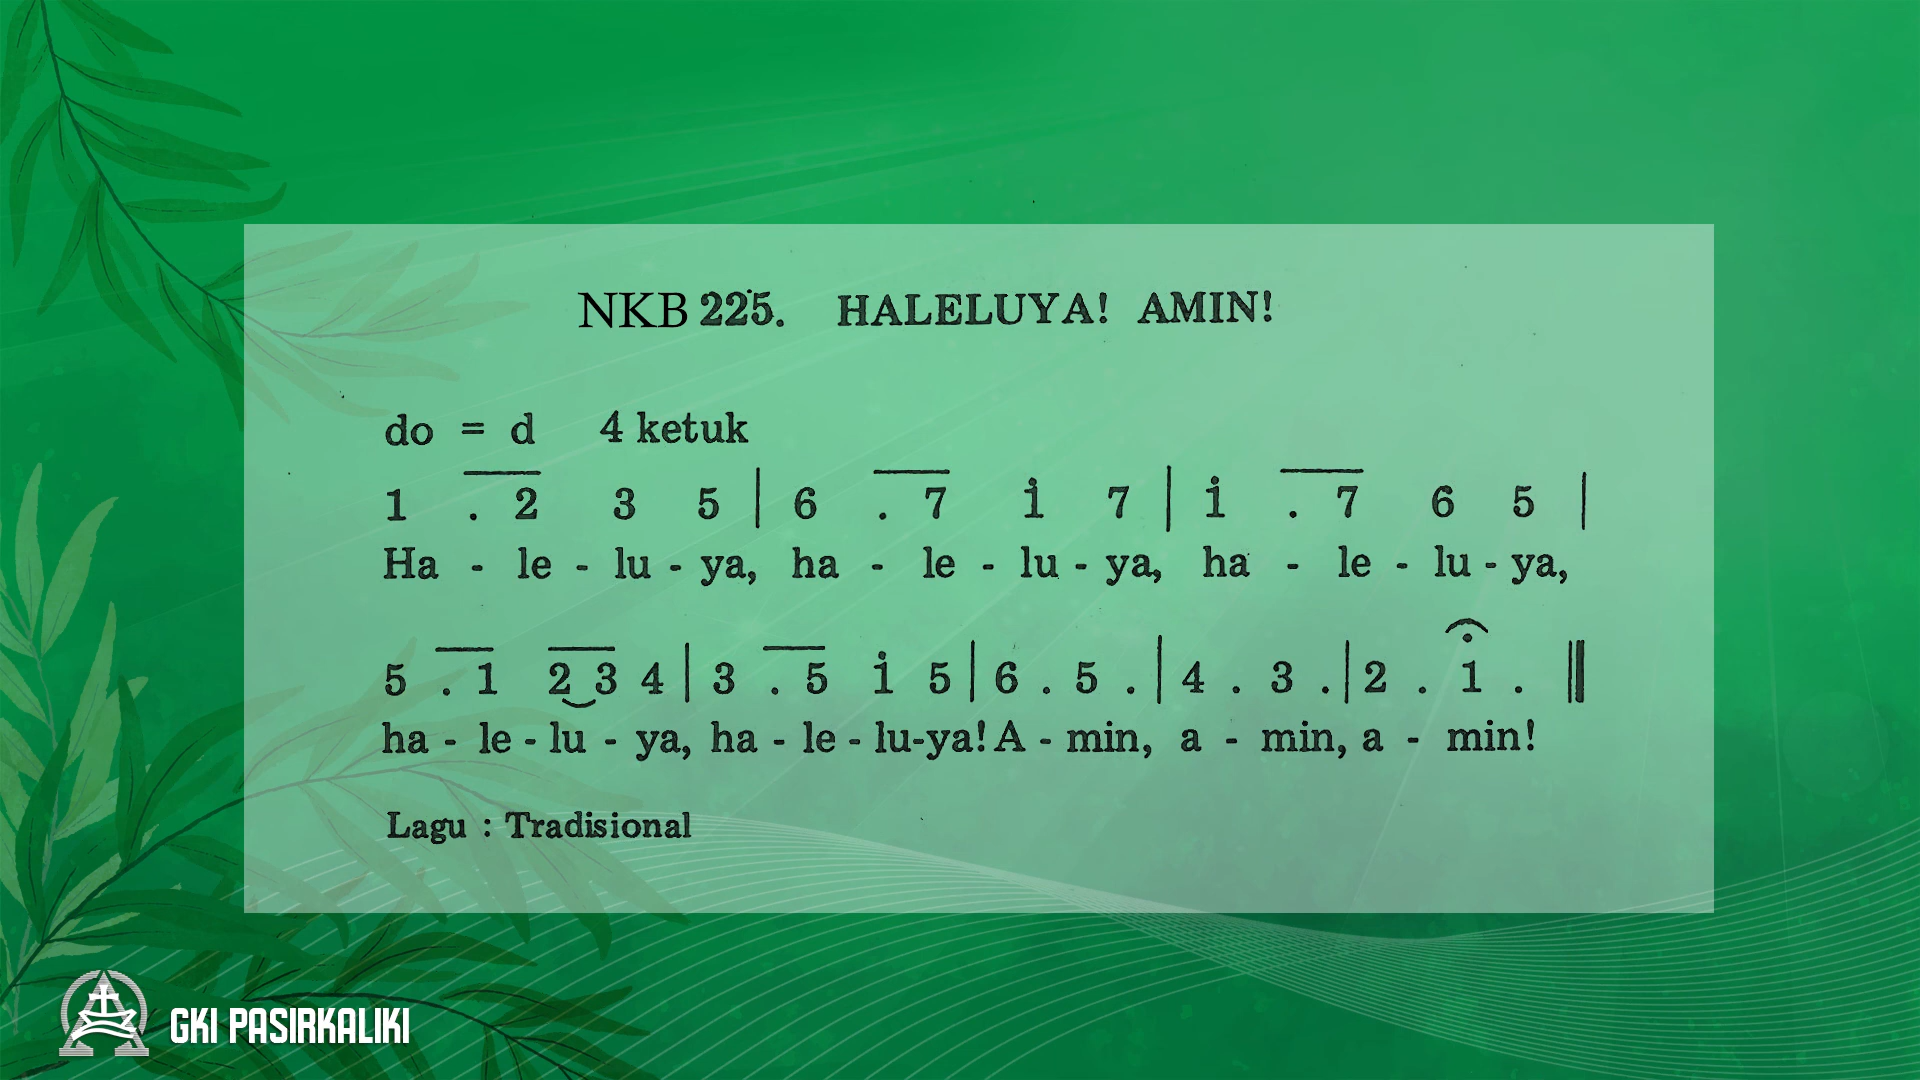 NKB 225. HALELUYA! AMIN!
do = d 4 ketuk
1 . 2 3 5 | 6 . 7 i 7 | i . 7 6 5 |
Ha - le - lu - ya, ha - le - lu - ya, ha - le - lu - ya,
5 . 1 2 3 4 | 3 . 5 i 5 | 6 . 5 . | 4 . 3 . | 2 . 1 . ||
ha - le - lu - ya, ha - le - lu-ya! A - min, a - min, a - min!
Lagu : Tradisional
GKI PASIRKALIKI